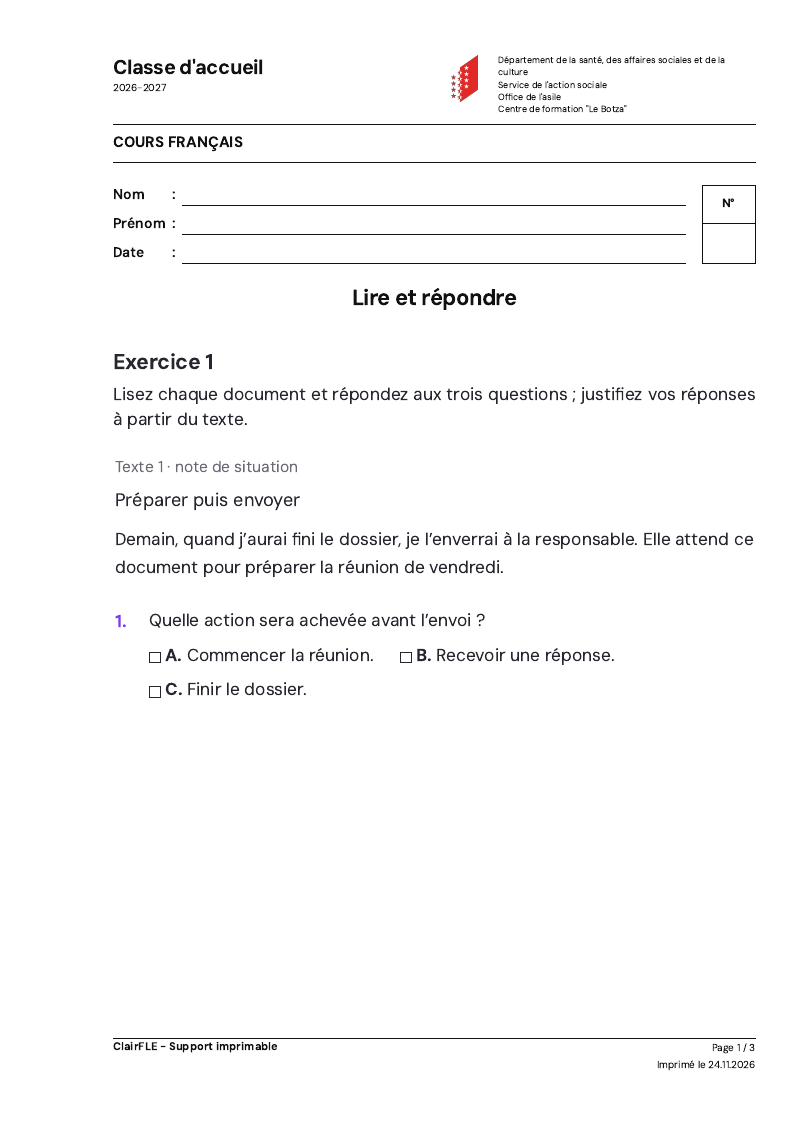 Classe d'accueil
2026-2027
Département de la santé, des affaires sociales et de la
culture
Service de l'action sociale
Office de l'asile
Centre de formation "Le Botza"
COURS FRANÇAIS
Nom :
Prénom :
Date :
N°
Lire et répondre
Exercice 1
Lisez chaque document et répondez aux trois questions ; justifiez vos réponses
à partir du texte.
Texte 1 · note de situation
Préparer puis envoyer
Demain, quand j’aurai fini le dossier, je l’enverrai à la responsable. Elle attend ce
document pour préparer la réunion de vendredi.
1. Quelle action sera achevée avant l’envoi ?
☐ A. Commencer la réunion. ☐ B. Recevoir une réponse.
☐ C. Finir le dossier.
ClairFLE - Support imprimable
Page 1 / 3
Imprimé le 24.11.2026